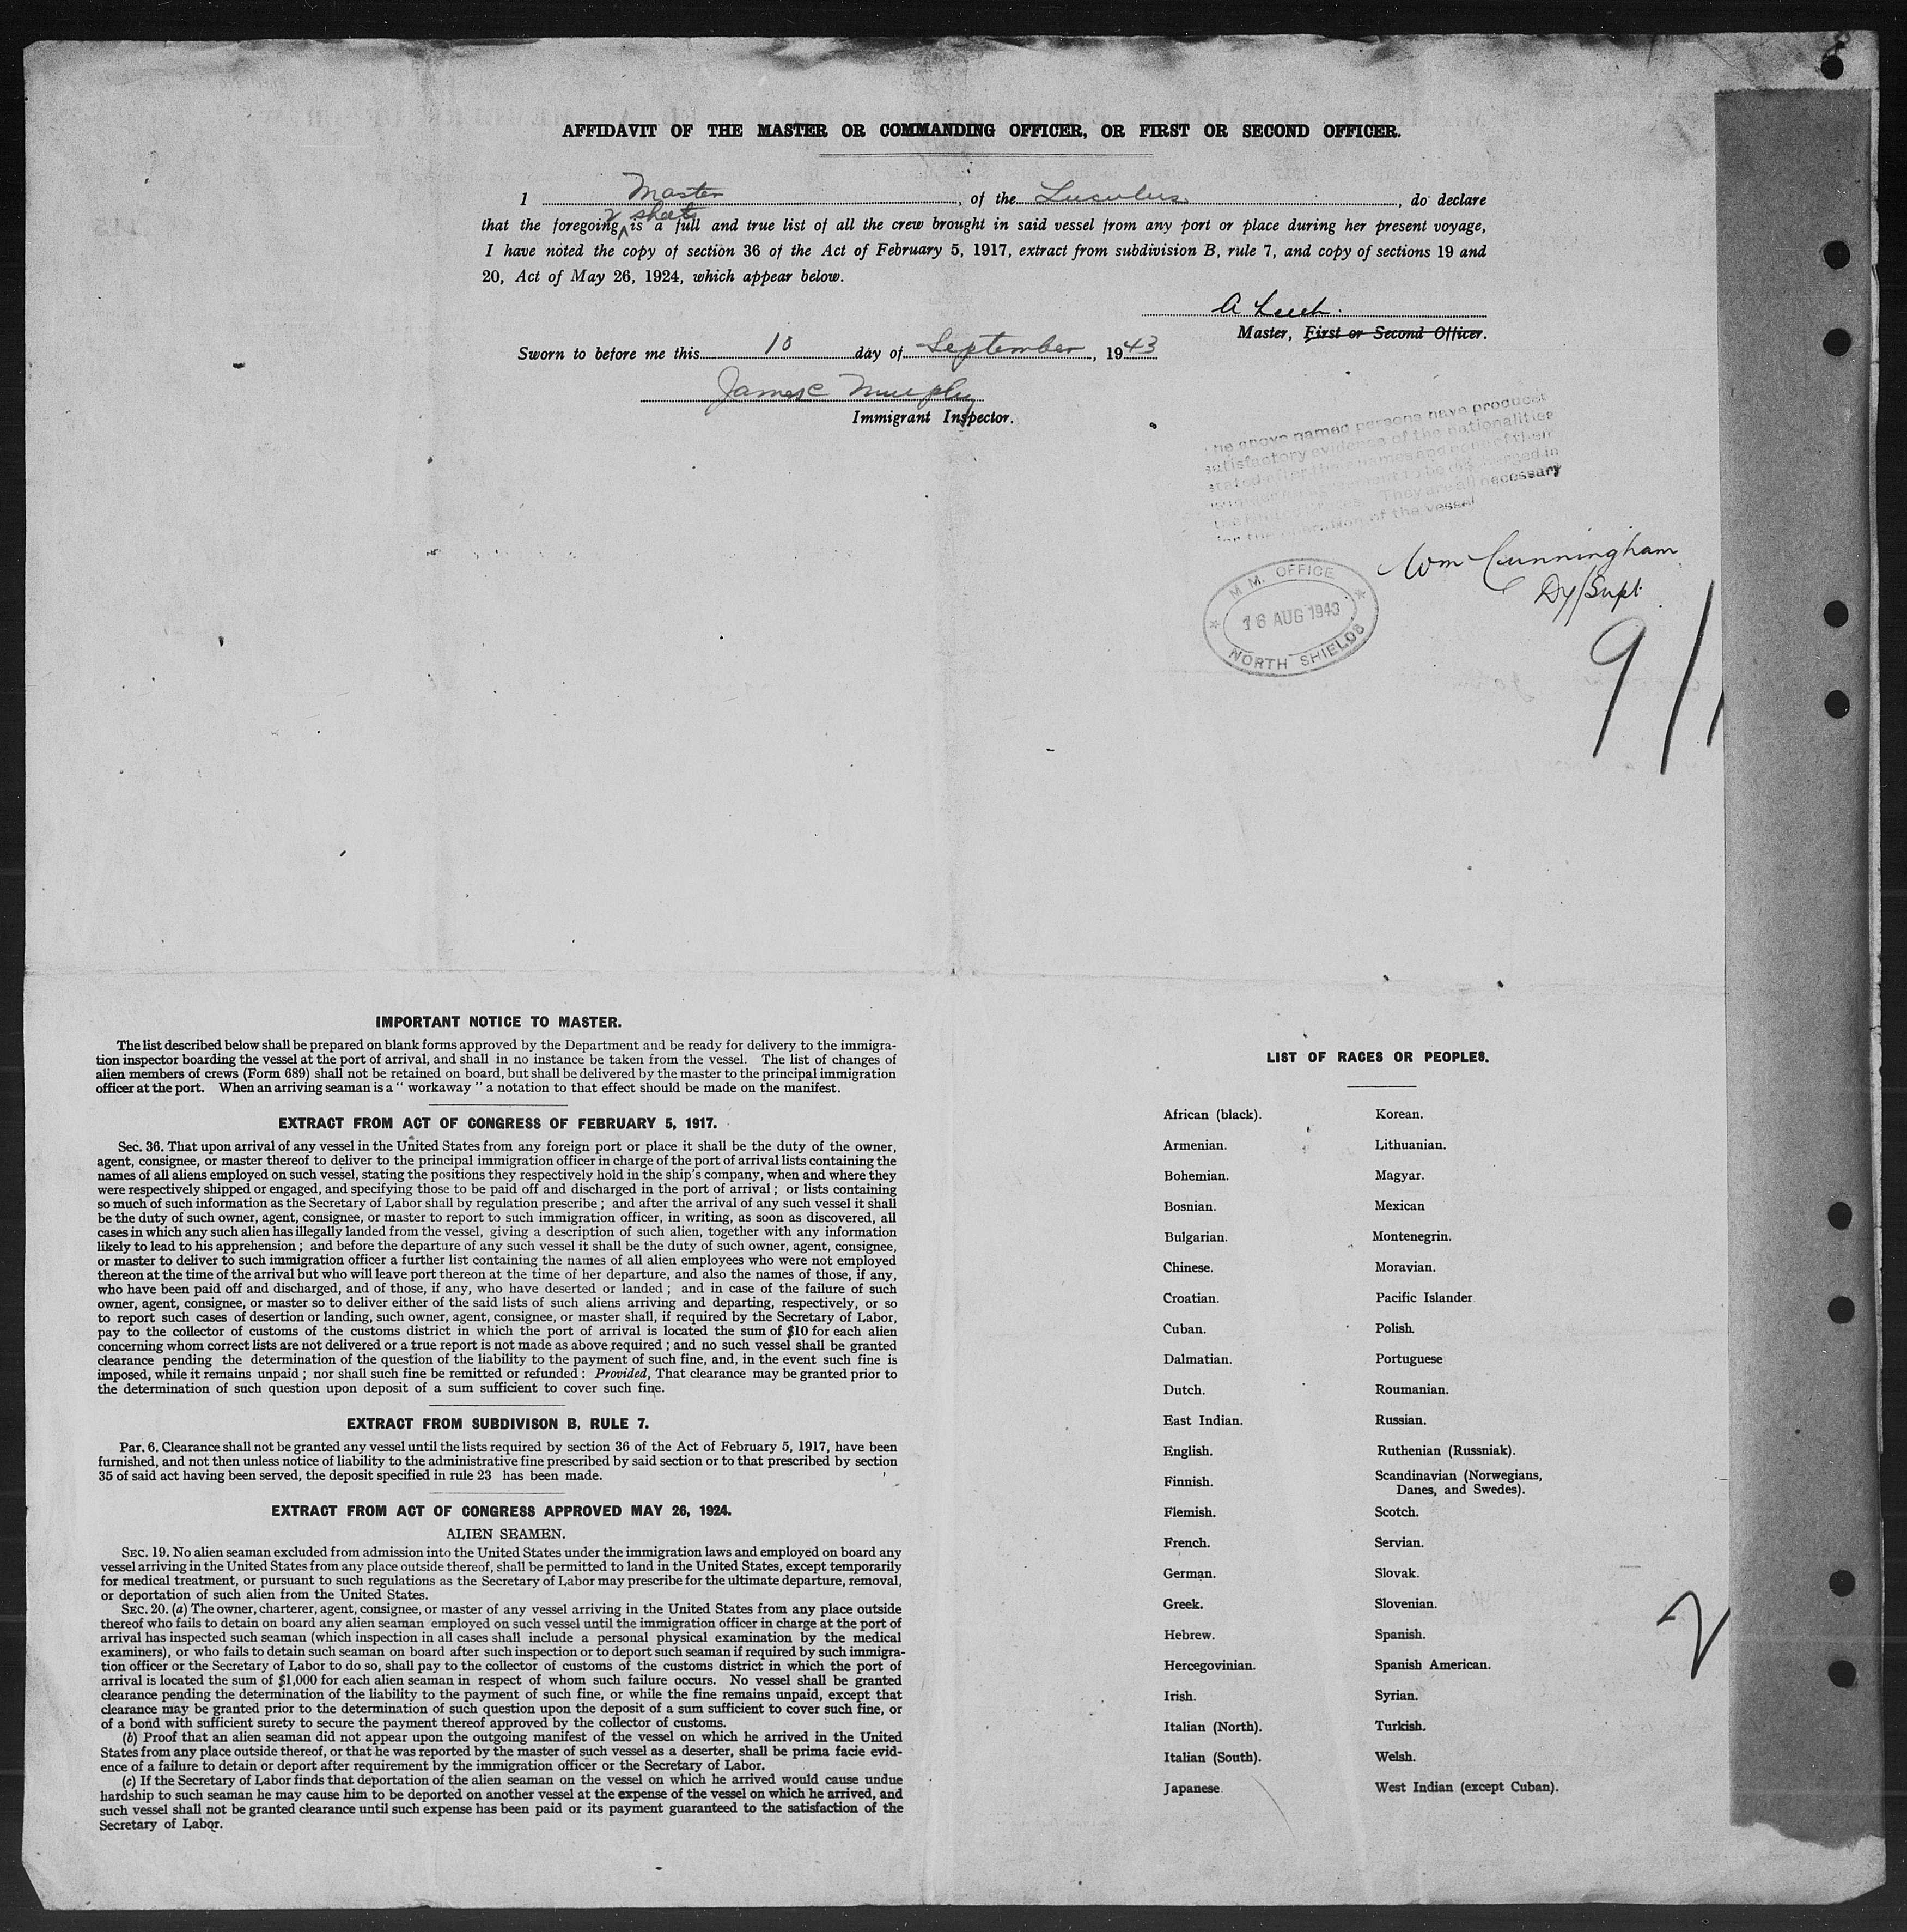 AFFIDAVIT OF THE MASTER OR COMMANDING OFFICER, OR FIRST OR SECOND OFFICER.
I Master, of the Luculus, do declare
2 sheets
that the foregoing ^ is a full and true list of all the crew brought in said vessel from any port or place during her present voyage,
I have noted the copy of section 36 of the Act of February 5, 1917, extract from subdivision B, rule 7, and copy of sections 19 and
20, Act of May 26, 1924, which appear below.
A
Master, First or Second Officer.
Sworn to before me this 10 day of September, 1943
James C Murphy
Immigrant Inspector.
The above named persons have produced
satisfactory evidence of the nationalities
stated after their names and none of them
to be discharged in
They are all necessary
for the operation of the vessel
Wm Cunningham
Dy/Supt.
M. M. OFFICE
16 AUG 1943
NORTH SHIELDS
91
IMPORTANT NOTICE TO MASTER.
The list described below shall be prepared on blank forms approved by the Department and be ready for delivery to the immigra-
tion inspector boarding the vessel at the port of arrival, and shall in no instance be taken from the vessel. The list of changes of
alien members of crews (Form 689) shall not be retained on board, but shall be delivered by the master to the principal immigration
officer at the port. When an arriving seaman is a " workaway " a notation to that effect should be made on the manifest.
EXTRACT FROM ACT OF CONGRESS OF FEBRUARY 5, 1917.
Sec. 36. That upon arrival of any vessel in the United States from any foreign port or place it shall be the duty of the owner,
agent, consignee, or master thereof to deliver to the principal immigration officer in charge of the port of arrival lists containing the
names of all aliens employed on such vessel, stating the positions they respectively hold in the ship's company, when and where they
were respectively shipped or engaged, and specifying those to be paid off and discharged in the port of arrival ; or lists containing
so much of such information as the Secretary of Labor shall by regulation prescribe ; and after the arrival of any such vessel it shall
be the duty of such owner, agent, consignee, or master to report to such immigration officer, in writing, as soon as discovered, all
cases in which any such alien has illegally landed from the vessel, giving a description of such alien, together with any information
likely to lead to his apprehension ; and before the departure of any such vessel it shall be the duty of such owner, agent, consignee,
or master to deliver to such immigration officer a further list containing the names of all alien employees who were not employed
thereon at the time of the arrival but who will leave port thereon at the time of her departure, and also the names of those, if any,
who have been paid off and discharged, and of those, if any, who have deserted or landed ; and in case of the failure of such
owner, agent, consignee, or master so to deliver either of the said lists of such aliens arriving and departing, respectively, or so
to report such cases of desertion or landing, such owner, agent, consignee, or master shall, if required by the Secretary of Labor,
pay to the collector of customs of the customs district in which the port of arrival is located the sum of $10 for each alien
concerning whom correct lists are not delivered or a true report is not made as above required ; and no such vessel shall be granted
clearance pending the determination of the question of the liability to the payment of such fine, and, in the event such fine is
imposed, while it remains unpaid ; nor shall such fine be remitted or refunded : Provided, That clearance may be granted prior to
the determination of such question upon deposit of a sum sufficient to cover such fine.
EXTRACT FROM SUBDIVISON B, RULE 7.
Par. 6. Clearance shall not be granted any vessel until the lists required by section 36 of the Act of February 5, 1917, have been
furnished, and not then unless notice of liability to the administrative fine prescribed by said section or to that prescribed by section
35 of said act having been served, the deposit specified in rule 23 has been made.
EXTRACT FROM ACT OF CONGRESS APPROVED MAY 26, 1924.
ALIEN SEAMEN.
SEC. 19. No alien seaman excluded from admission into the United States under the immigration laws and employed on board any
vessel arriving in the United States from any place outside thereof, shall be permitted to land in the United States, except temporarily
for medical treatment, or pursuant to such regulations as the Secretary of Labor may prescribe for the ultimate departure, removal,
or deportation of such alien from the United States.
SEC. 20. (a) The owner, charterer, agent, consignee, or master of any vessel arriving in the United States from any place outside
thereof who fails to detain on board any alien seaman employed on such vessel until the immigration officer in charge at the port of
arrival has inspected such seaman (which inspection in all cases shall include a personal physical examination by the medical
examiners), or who fails to detain such seaman on board after such inspection or to deport such seaman if required by such immigra-
tion officer or the Secretary of Labor to do so, shall pay to the collector of customs of the customs district in which the port of
arrival is located the sum of $1,000 for each alien seaman in respect of whom such failure occurs. No vessel shall be granted
clearance pending the determination of the liability to the payment of such fine, or while the fine remains unpaid, except that
clearance may be granted prior to the determination of such question upon the deposit of a sum sufficient to cover such fine, or
of a bond with sufficient surety to secure the payment thereof approved by the collector of customs.
(b) Proof that an alien seaman did not appear upon the outgoing manifest of the vessel on which he arrived in the United
States from any place outside thereof, or that he was reported by the master of such vessel as a deserter, shall be prima facie evid-
ence of a failure to detain or deport after requirement by the immigration officer or the Secretary of Labor.
(c) If the Secretary of Labor finds that deportation of the alien seaman on the vessel on which he arrived would cause undue
hardship to such seaman he may cause him to be deported on another vessel at the expense of the vessel on which he arrived, and
such vessel shall not be granted clearance until such expense has been paid or its payment guaranteed to the satisfaction of the
Secretary of Labor.
LIST OF RACES OR PEOPLES.
African (black). Korean.
Armenian. Lithuanian.
Bohemian. Magyar.
Bosnian. Mexican
Bulgarian. Montenegrin.
Chinese. Moravian.
Croatian. Pacific Islander
Cuban. Polish.
Dalmatian. Portuguese
Dutch. Roumanian.
East Indian. Russian.
English. Ruthenian (Russniak).
Finnish. Scandinavian (Norwegians,
Danes, and Swedes).
Flemish. Scotch.
French. Servian.
German. Slovak.
Greek. Slovenian.
Hebrew. Spanish.
Hercegovinian. Spanish American.
Irish. Syrian.
Italian (North). Turkish.
Italian (South). Welsh.
Japanese West Indian (except Cuban).
2